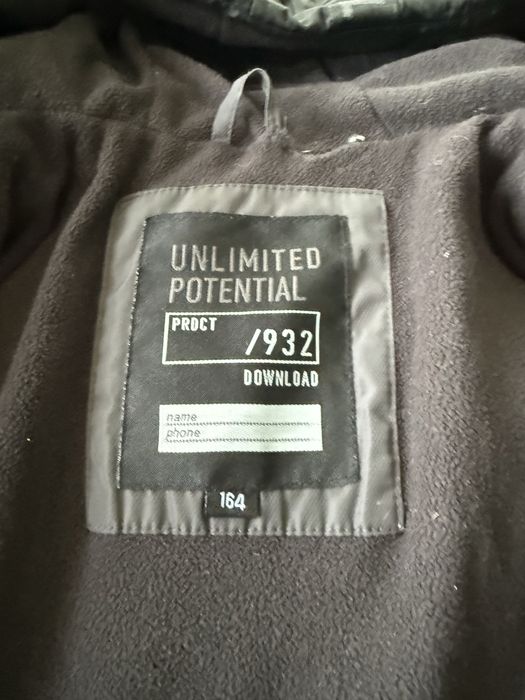 UNLIMITED
POTENTIAL
PRDCT
/932
DOWNLOAD
name
phone
164